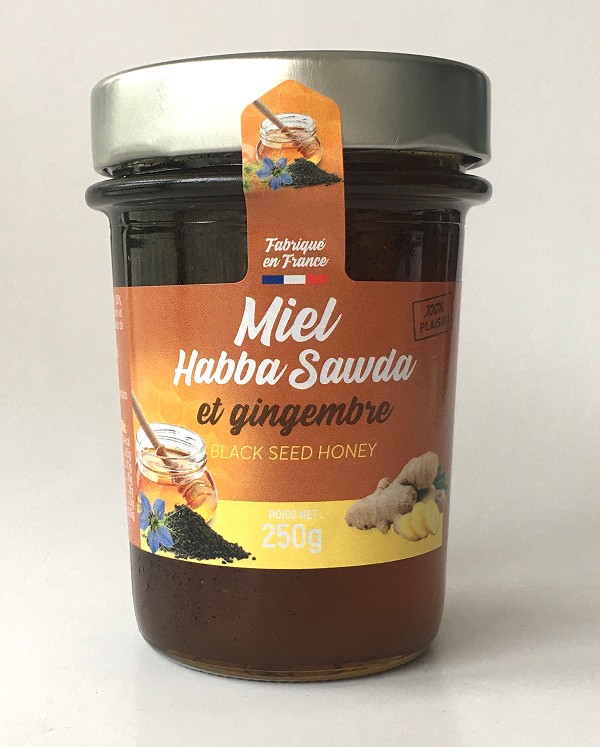 Fabriqué
en France
Miel
Habba Sawda
et gingembre
BLACK SEED HONEY
100%
PLAISIR
POIDS NET :
250g